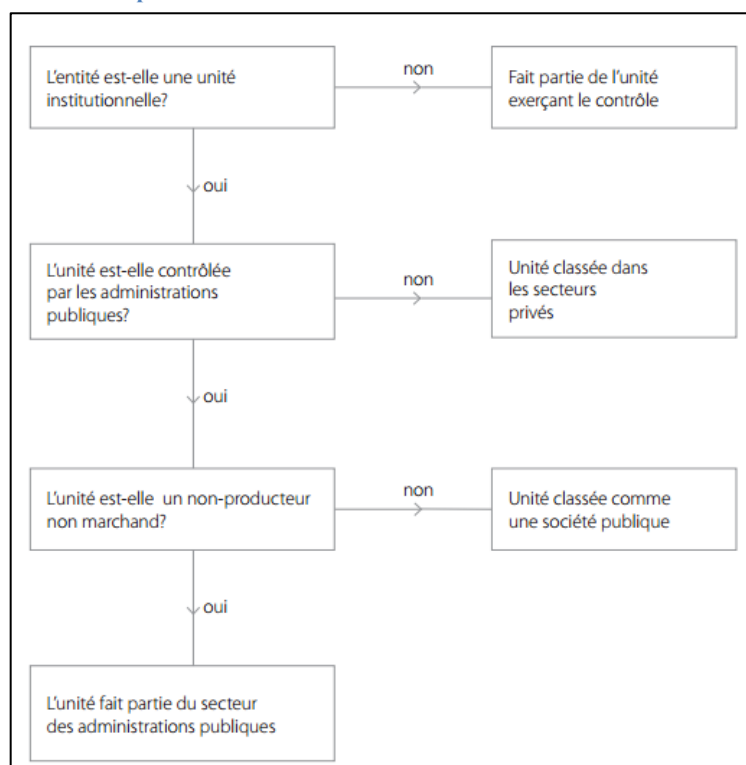 L'entité est-elle une unité
institutionnelle?
non
Fait partie de l'unité
exerçant le contrôle
oui
L'unité est-elle contrôlée
par les administrations
publiques?
non
Unité classée dans
les secteurs
privés
oui
L'unité est-elle un non-producteur
non marchand?
non
Unité classée comme
une société publique
oui
L'unité fait partie du secteur
des administrations publiques